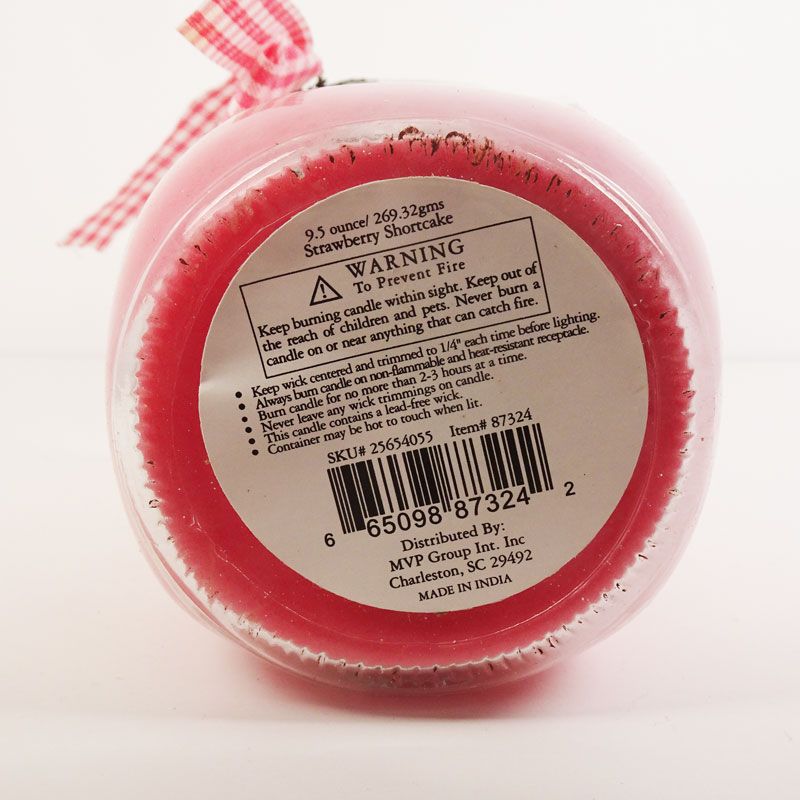 9.5 ounce/ 269.32gms
Strawberry Shortcake
WARNING
To Prevent Fire
Keep burning candle within sight. Keep out of
the reach of children and pets. Never burn a
candle on or near anything that can catch fire.
• Keep wick centered and trimmed to 1/4" each time before lighting.
• Always burn candle on non-flammable and heat-resistant receptacle.
• Burn candle for no more than 2-3 hours at a time.
• Never leave any wick trimmings on candle.
• This candle contains a lead-free wick.
• Container may be hot to touch when lit.
SKU# 25654055 Item# 87324
6 65098 87324 2
Distributed By:
MVP Group Int. Inc
Charleston, SC 29492
MADE IN INDIA